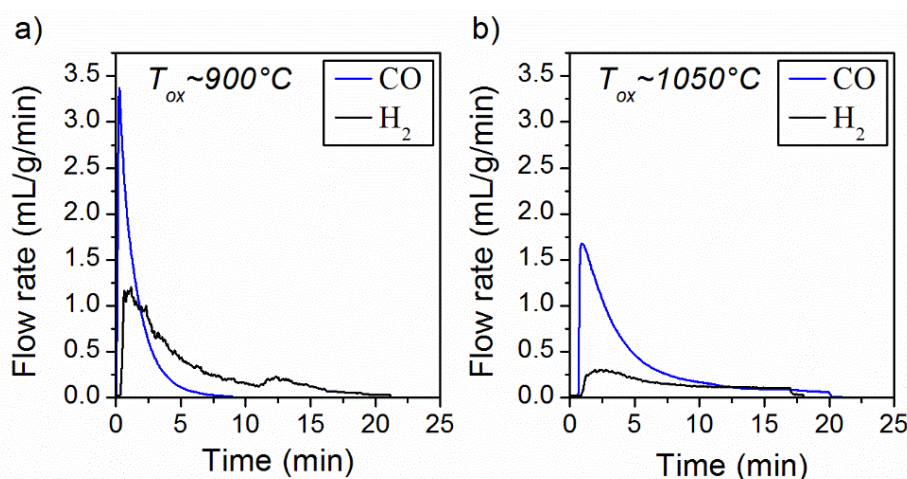 a)
T_ox~900°C
CO
H₂
3.5
3.0
2.5
2.0
1.5
1.0
0.5
0.0
Flow rate (mL/g/min)
0 5 10 15 20 25
Time (min)
b)
T_ox~1050°C
CO
H₂
3.5
3.0
2.5
2.0
1.5
1.0
0.5
0.0
Flow rate (mL/g/min)
0 5 10 15 20 25
Time (min)